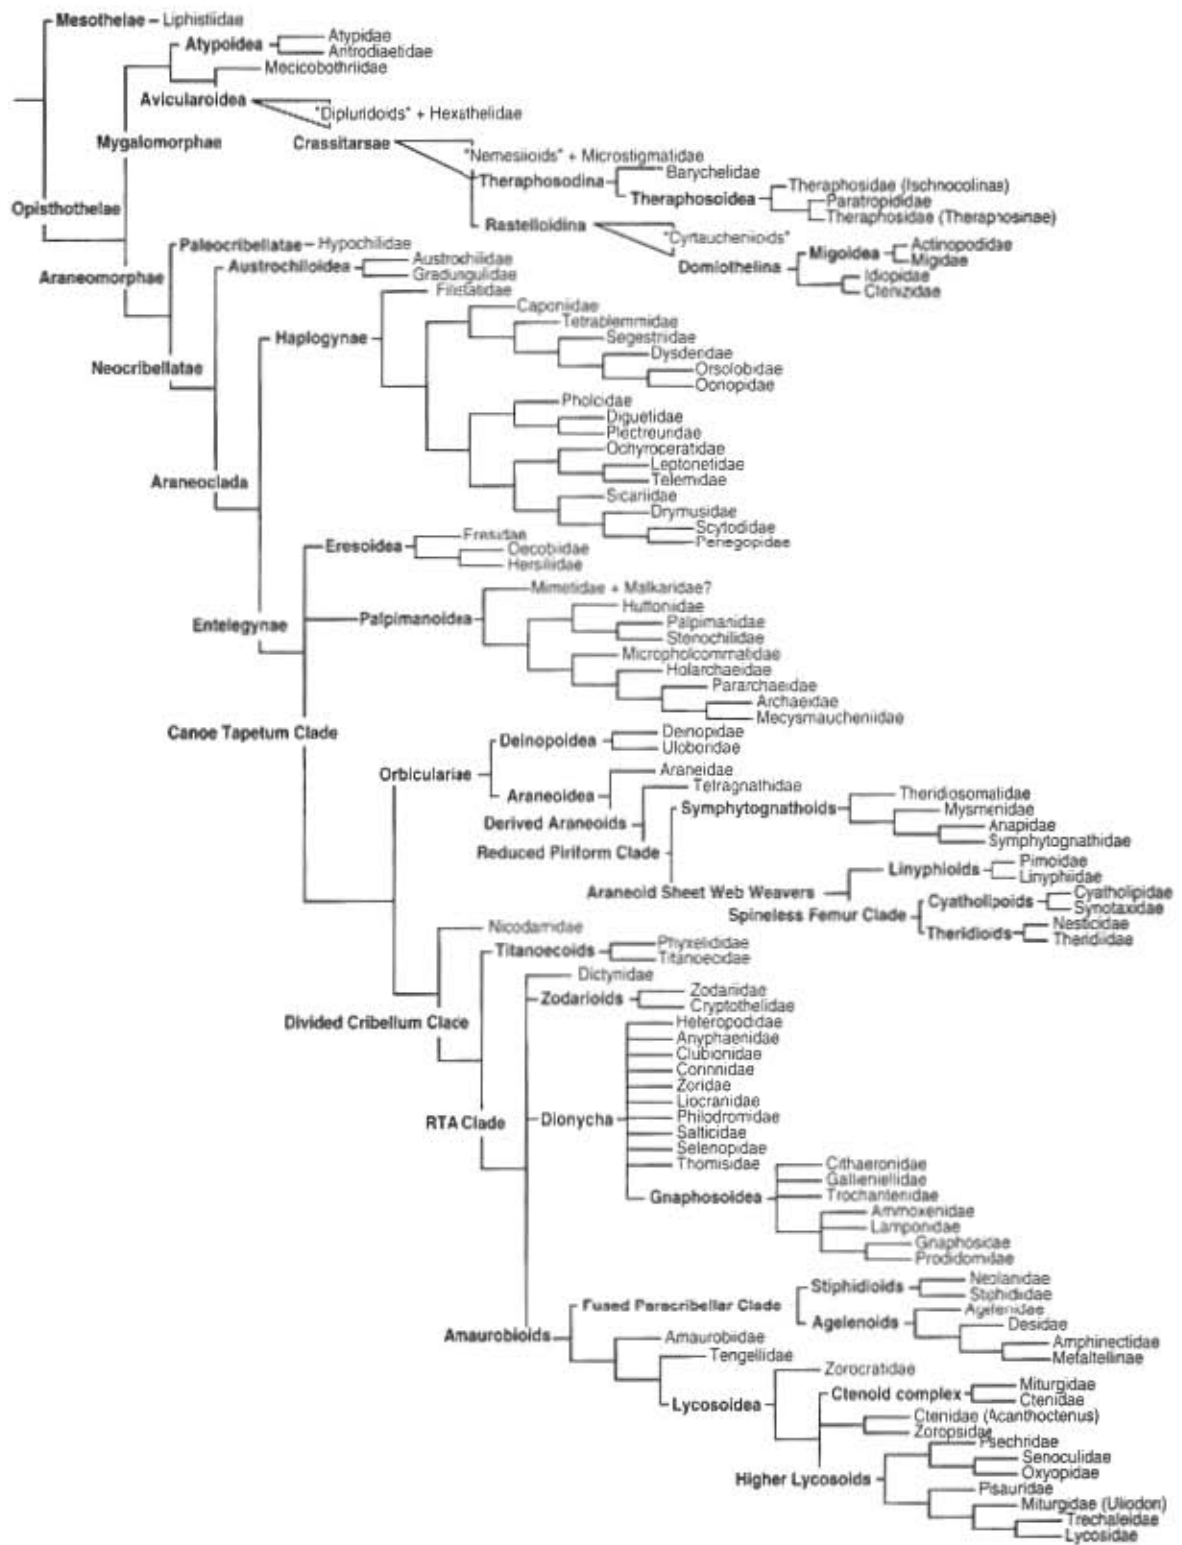 Mesothelae – Liphistiidae
Atypoidea
Atypidae
Antrodiaetidae
Mecicobothriidae
Avicularoidea
"Dipluridoids" + Hexathelidae
Mygalomorphae
Crassitarsae
"Nemesiioids" + Microstigmatidae
Barychelidae
Theraphosodina
Theraphosidae (Ischnocolinae)
Theraphosoidea
Paratropididae
Theraphosidae (Theraphosinae)
Opisthothelae
Rastelloidina
"Cyrtaucheniioids"
Paleocribellatae – Hypochilidae
Actinopodidae
Migoidea
Migidae
Austrochilidae
Austrochiloidea
Domiothelina
Gradungulidae
Idiopidae
Ctenizidae
Araneomorphae
Filistatidae
Caponiidae
Tetrablemmidae
Haplogynae
Segestriidae
Dysderidae
Neocribellatae
Orsolobidae
Oonopidae
Pholcidae
Diguetidae
Plectreuridae
Ochyroceratidae
Leptonetidae
Telemidae
Araneoclada
Sicariidae
Drymusidae
Scytodidae
Periegopidae
Eresidae
Eresoidea
Oecobiidae
Hersiliidae
Mimetidae + Malkaridae?
Huttoniidae
Palpimanoidea
Palpimanidae
Entelegynae
Stenochilidae
Micropholcommatidae
Holarchaeidae
Pararchaeidae
Archaeidae
Mecysmaucheniidae
Canoe Tapetum Clade
Deinopidae
Deinopoidea
Uloboridae
Orbiculariae
Araneidae
Tetragnathidae
Araneoidea
Theridiosomatidae
Symphytognathoids
Mysmenidae
Derived Araneoids
Anapidae
Symphytognathidae
Reduced Piriform Clade
Pimoidae
Linyphioids
Linyphiidae
Araneoid Sheet Web Weavers
Cyatholipidae
Cyatholipoids
Synotaxidae
Spineless Femur Clade
Nesticidae
Theridioids
Theridiidae
Nicodamidae
Phyxelididae
Titanoecoids
Titanoecidae
Dictynidae
Zodariidae
Zodarioids
Cryptothelidae
Divided Cribellum Clade
Heteropodidae
Anyphaenidae
Clubionidae
Corinnidae
Zoridae
Liocranidae
RTA Clade
Dionycha
Philodromidae
Salticidae
Selenopidae
Thomisidae
Cithaeronidae
Gallieniellidae
Gnaphosoidea
Trochanteriidae
Ammoxenidae
Lamponidae
Gnaphosidae
Prodidomidae
Neolanidae
Stiphidioids
Stiphidiidae
Fused Paracribellar Clade
Agelenidae
Agelenoids
Desidae
Amaurobioids
Amaurobiidae
Amphinectidae
Tengellidae
Metaltellinae
Zorocratidae
Miturgidae
Ctenoid complex
Lycosoidea
Ctenidae
Ctenidae (Acanthoctenus)
Zoropsidae
Psechridae
Senoculidae
Higher Lycosoids
Oxyopidae
Pisauridae
Miturgidae (Uliodon)
Trechaleidae
Lycosidae